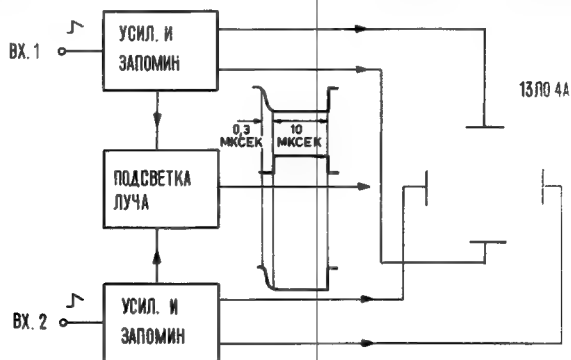 ВХ. 1
УСИЛ. И
ЗАПОМИН
13ЛО 4А
0,3
МКСЕК
10
МКСЕК
ПОДСВЕТКА
ЛУЧА
ВХ. 2
УСИЛ. И
ЗАПОМИН